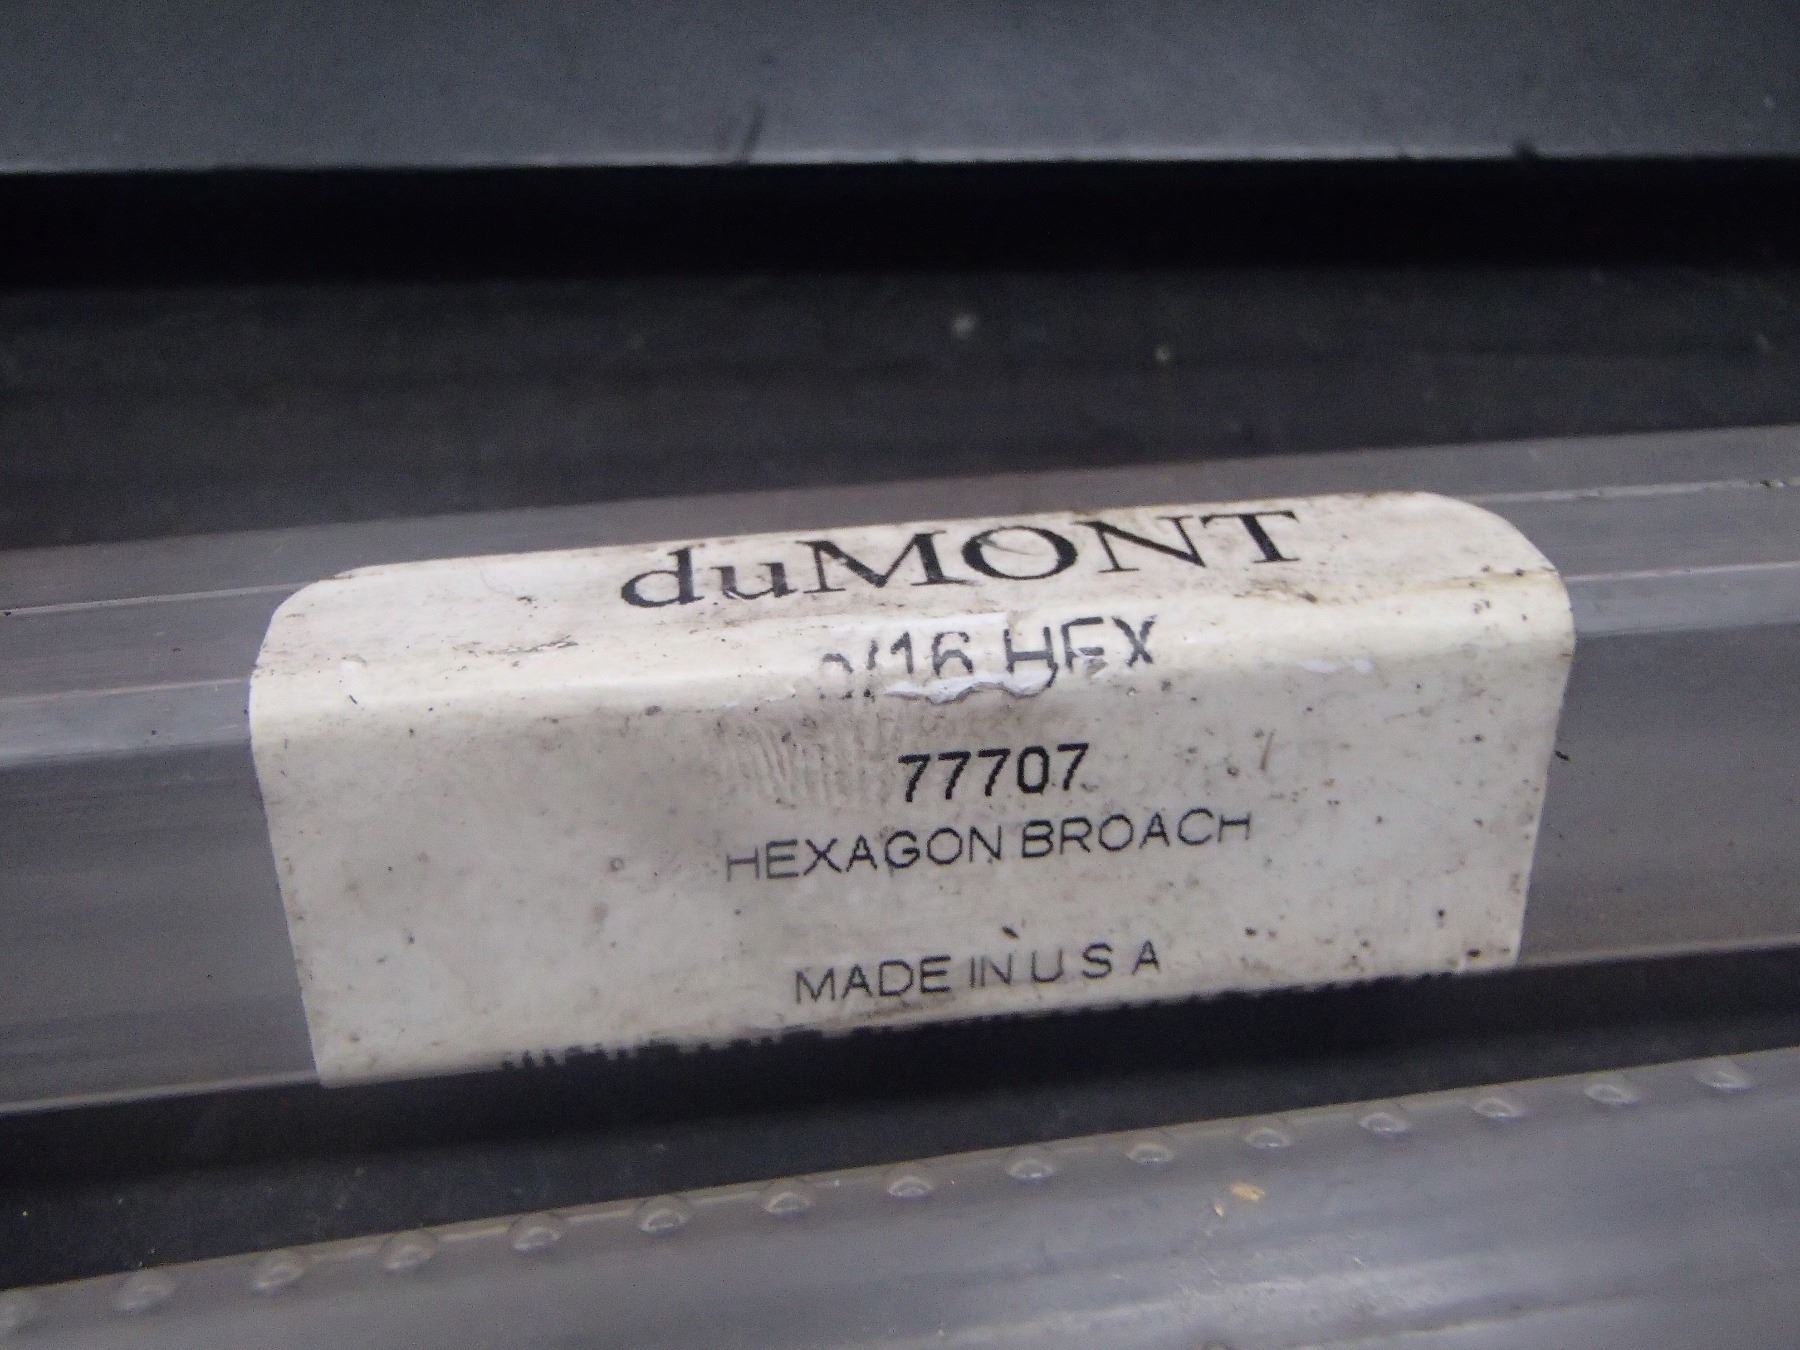 duMONT
HEX
77707
HEXAGON BROACH
MADE IN U S A